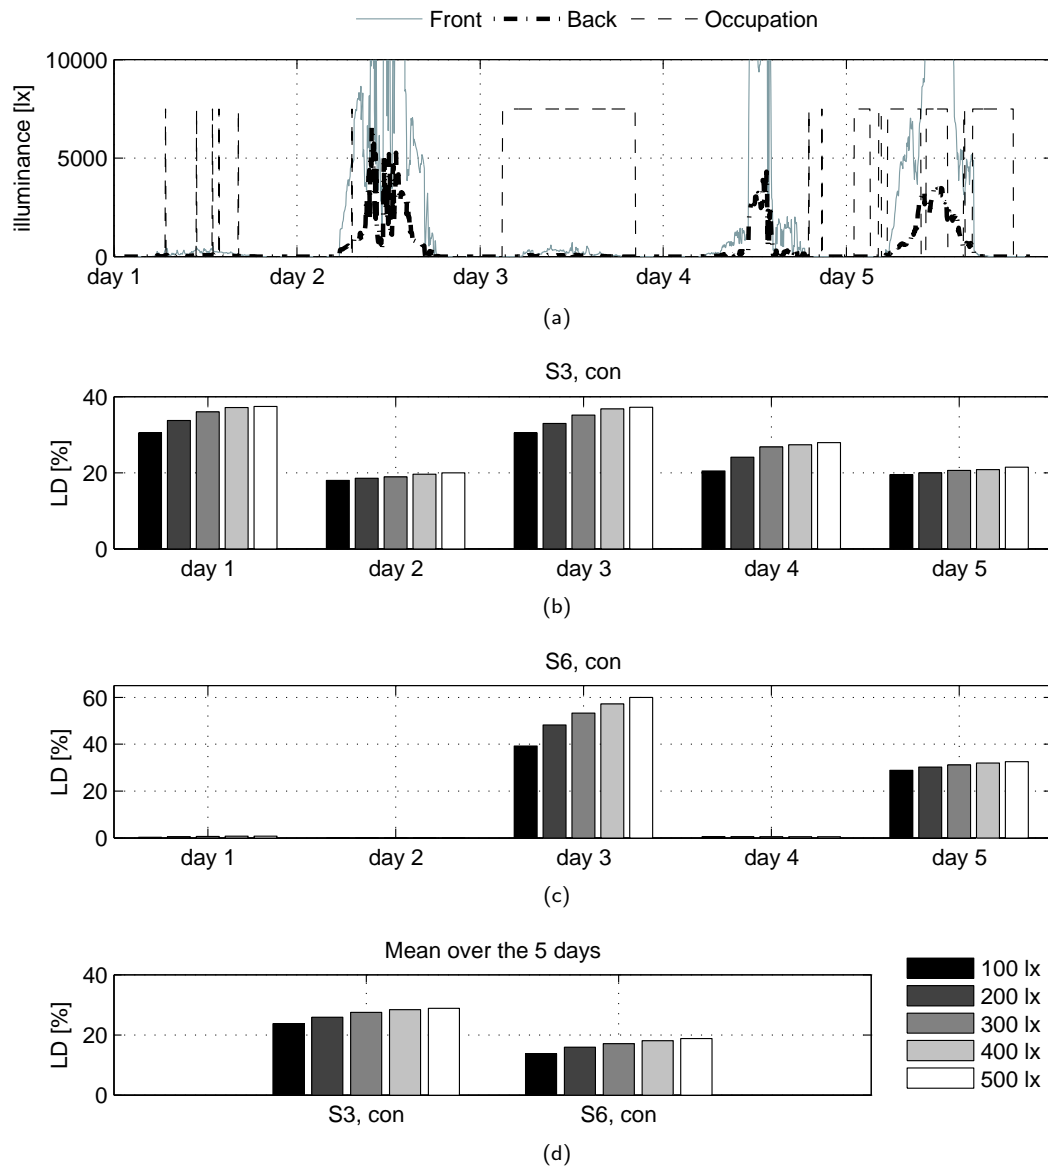 Front Back Occupation
10000
5000
0
illuminance [lx]
day 1 day 2 day 3 day 4 day 5
(a)
S3, con
40
20
0
LD [%]
day 1 day 2 day 3 day 4 day 5
(b)
S6, con
60
40
20
0
LD [%]
day 1 day 2 day 3 day 4 day 5
(c)
Mean over the 5 days
40
20
0
LD [%]
S3, con S6, con
100 lx
200 lx
300 lx
400 lx
500 lx
(d)